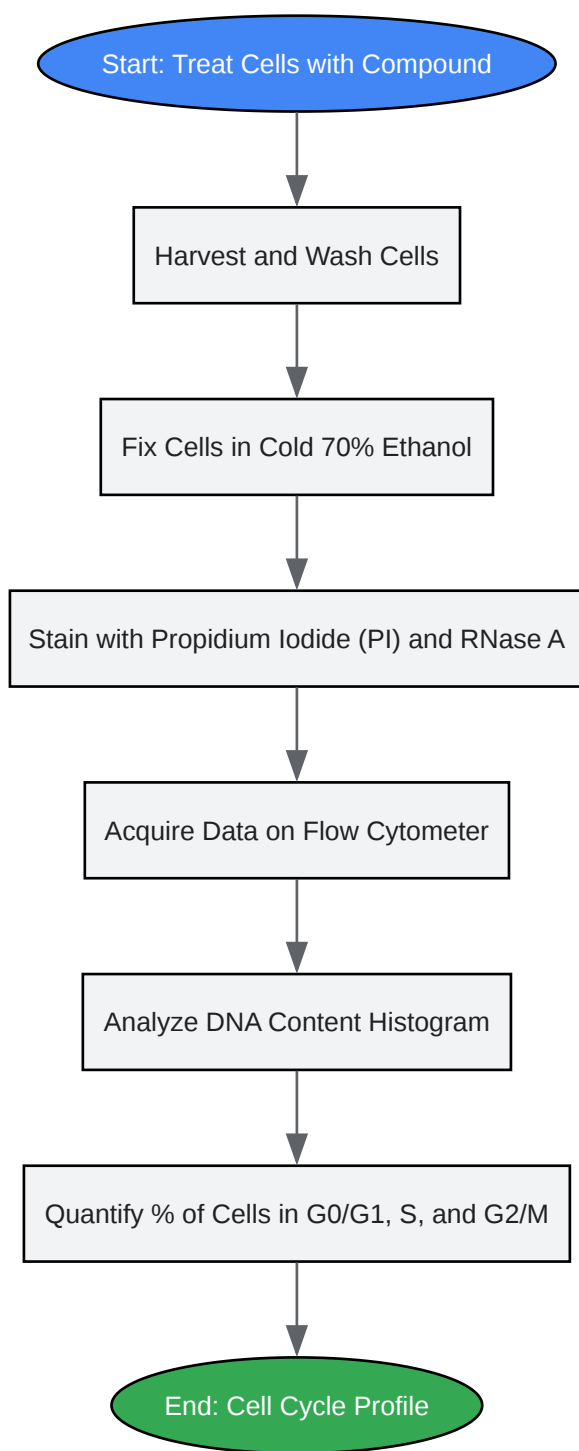 Start: Treat Cells with Compound
Harvest and Wash Cells
Fix Cells in Cold 70% Ethanol
Stain with Propidium Iodide (PI) and RNase A
Acquire Data on Flow Cytometer
Analyze DNA Content Histogram
Quantify % of Cells in G0/G1, S, and G2/M
End: Cell Cycle Profile